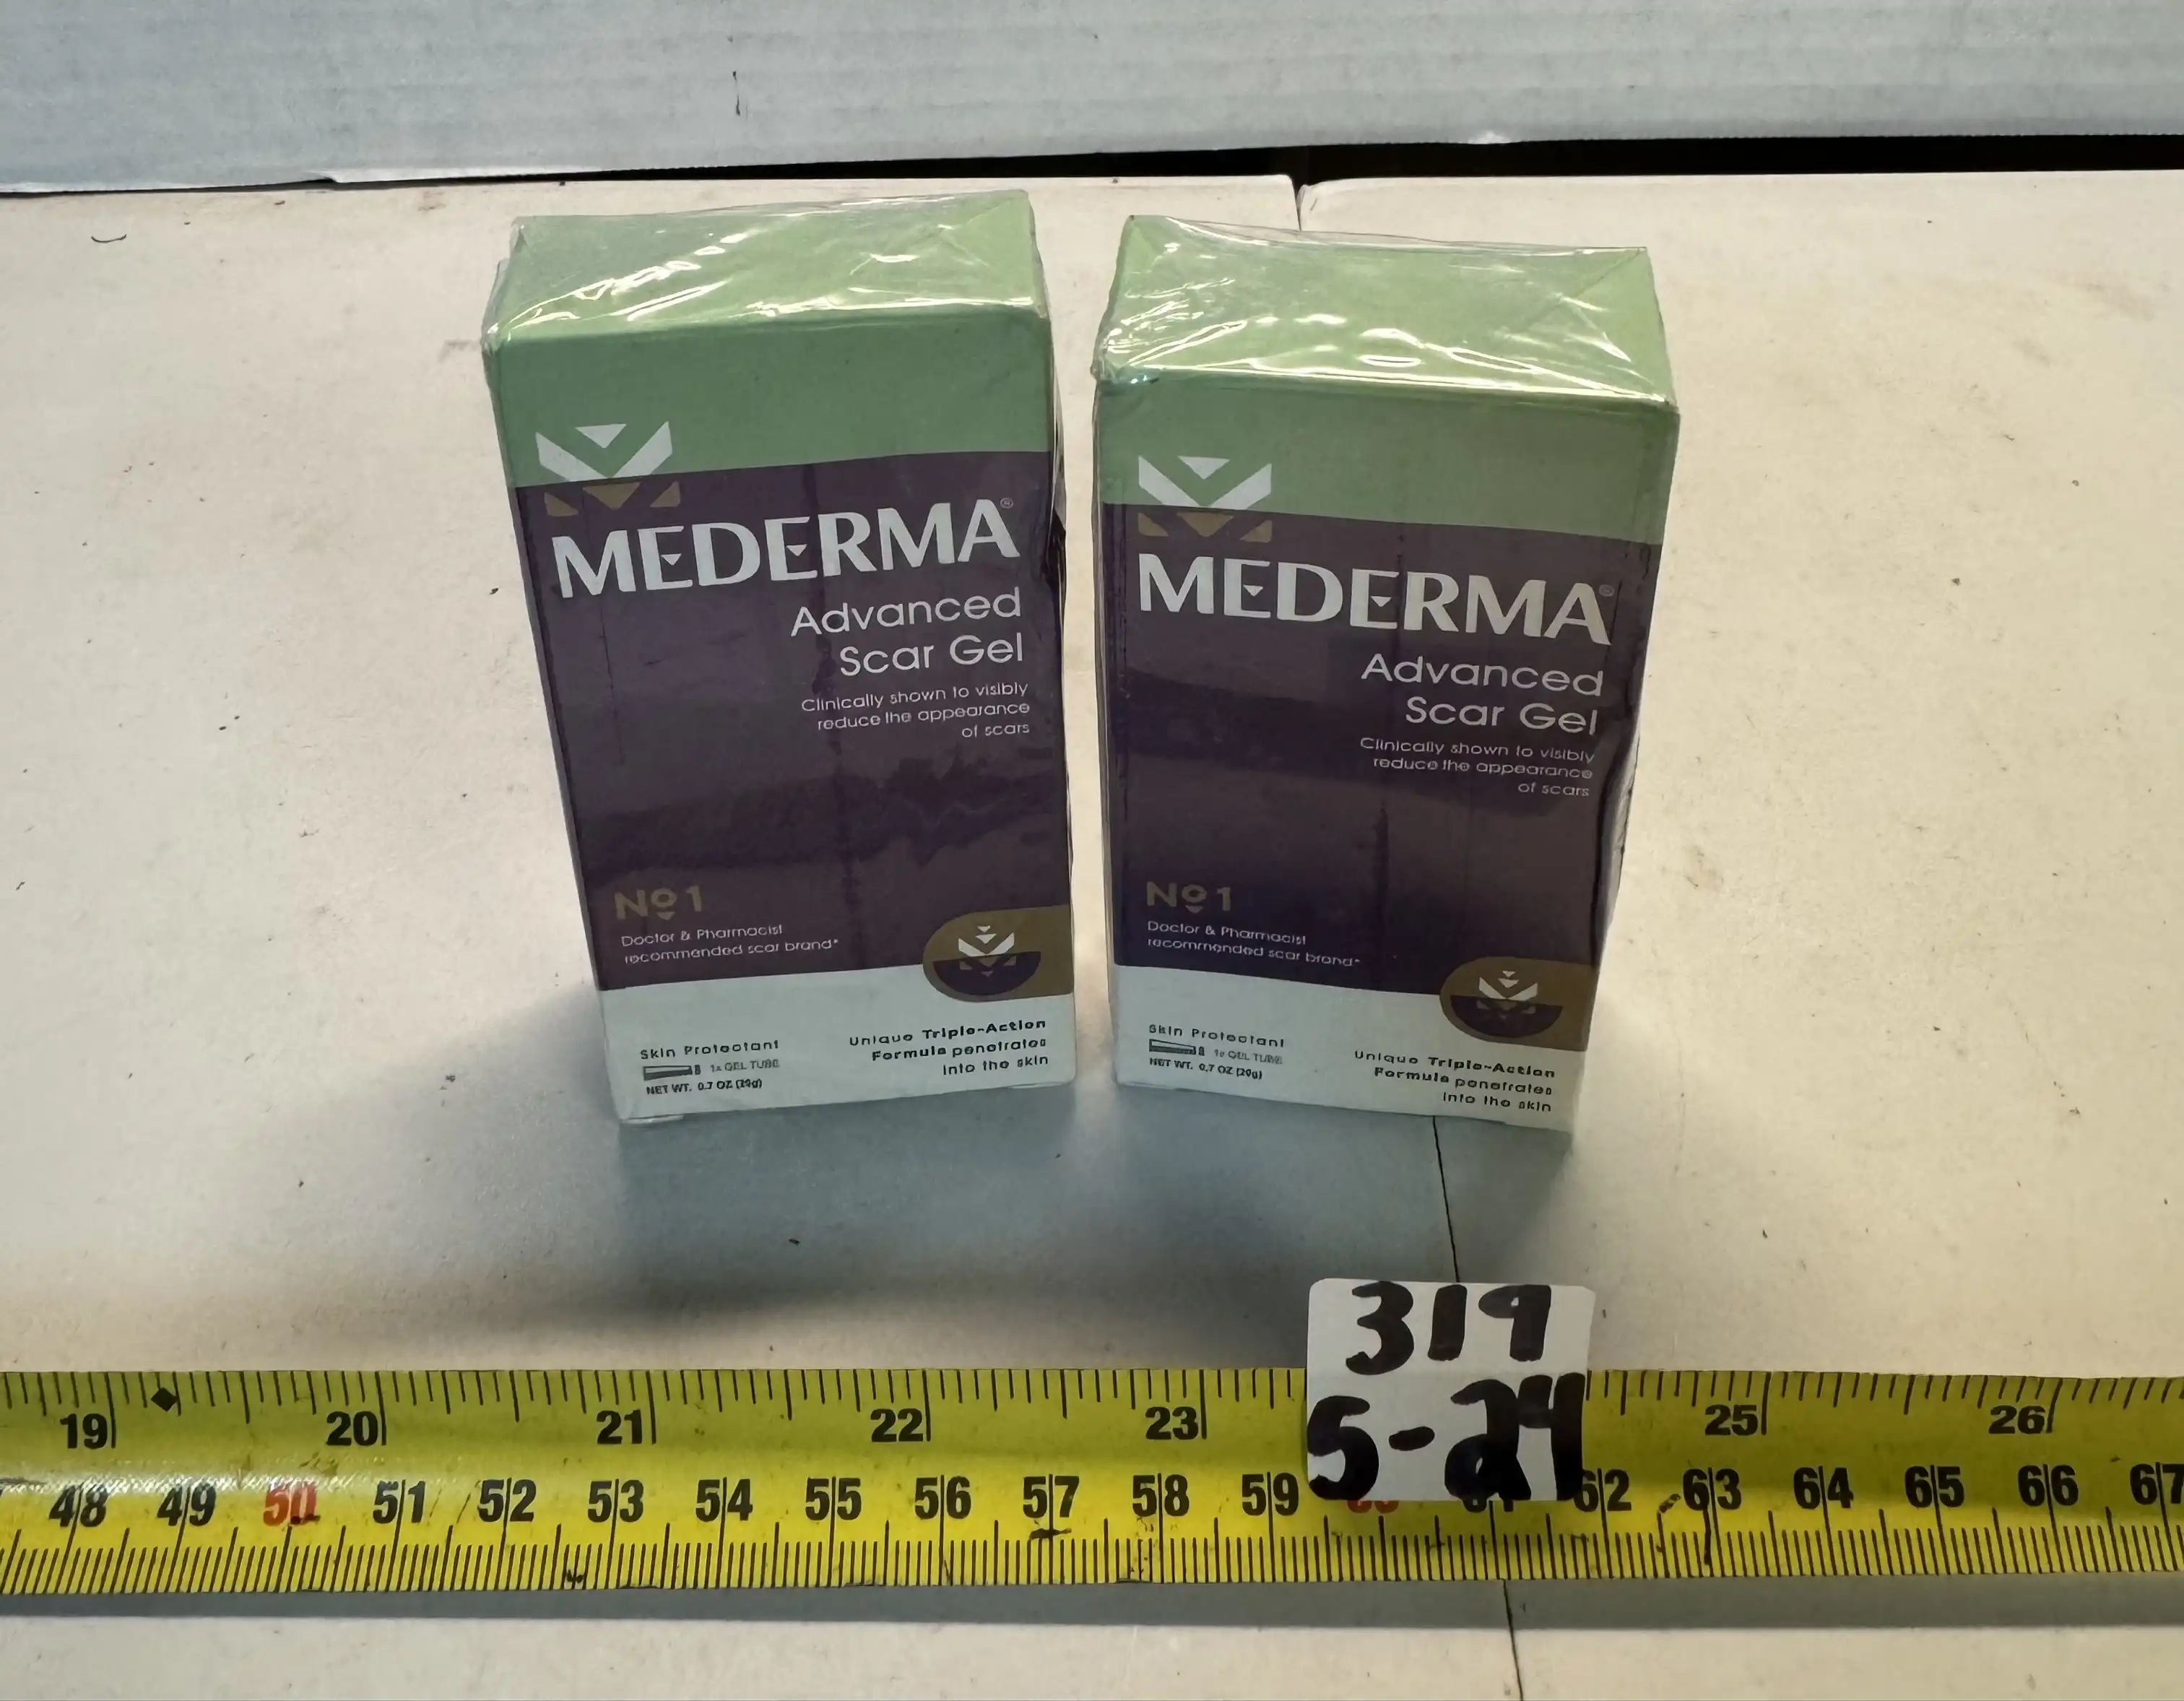 MEDERMA®
Advanced
Scar Gel
Clinically shown to visibly
reduce the appearance
of scars
No1
Doctor & Pharmacist
recommended scar brand*
Skin Protectant
1x GEL TUBE
NET WT. 0.7 OZ (20g)
Unique Triple-Action
Formula penetrates
into the skin
MEDERMA®
Advanced
Scar Gel
Clinically shown to visibly
reduce the appearance
of scars
No1
Doctor & Pharmacist
recommended scar brand*
Skin Protectant
1x GEL TUBE
NET WT. 0.7 OZ (20g)
Unique Triple-Action
Formula penetrates
into the skin
319
5-24
19 20 21 22 23 25 26
48 49 50 51 52 53 54 55 56 57 58 59 62 63 64 65 66 67